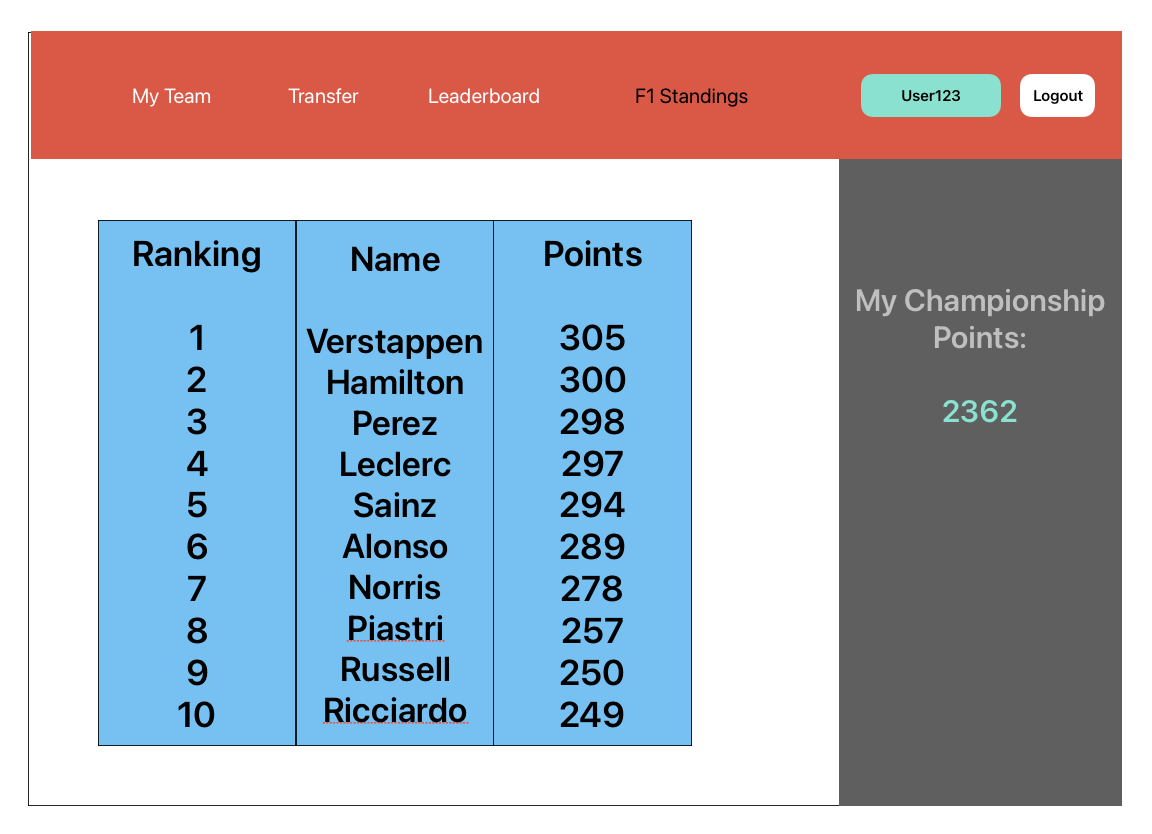 My Team Transfer Leaderboard F1 Standings User123 Logout
Ranking Name Points
1 Verstappen 305
2 Hamilton 300
3 Perez 298
4 Leclerc 297
5 Sainz 294
6 Alonso 289
7 Norris 278
8 Piastri 257
9 Russell 250
10 Ricciardo 249
My Championship
Points:
2362